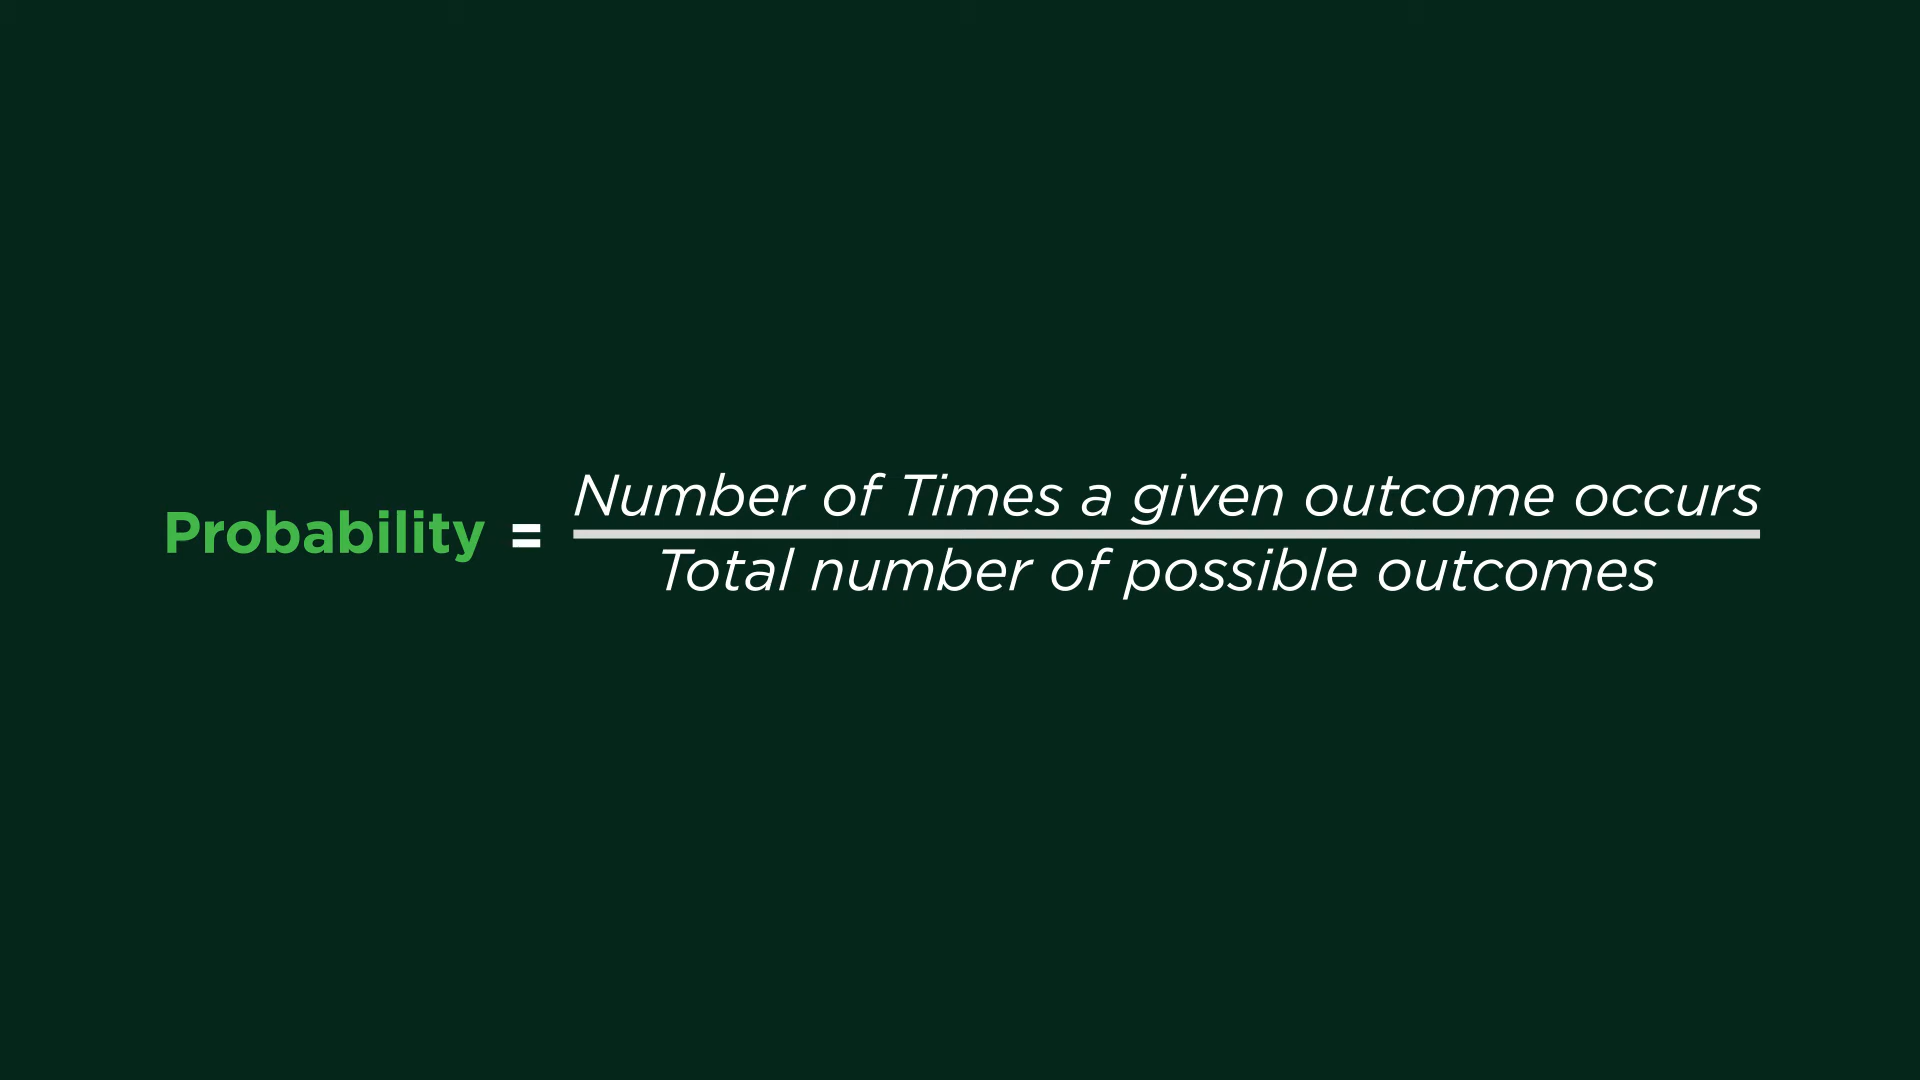 Probability = Number of Times a given outcome occurs
Total number of possible outcomes